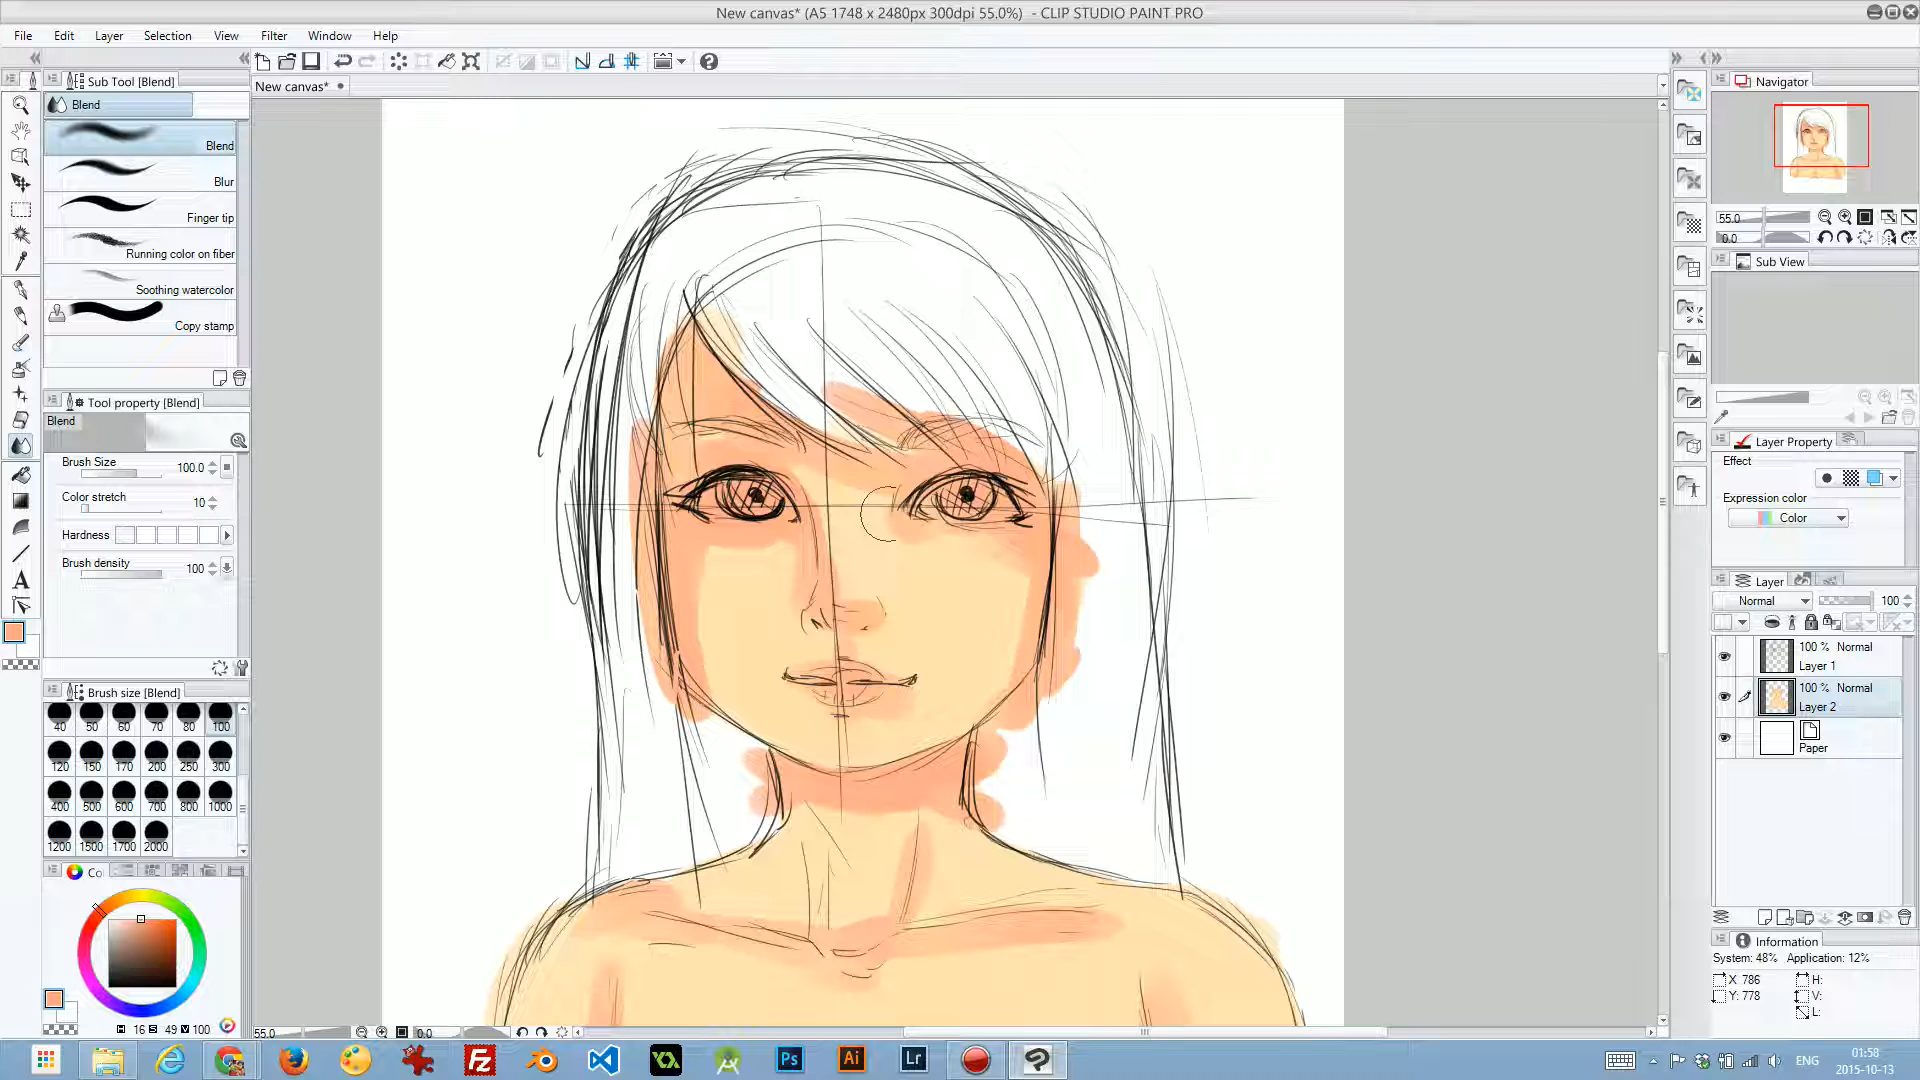 New canvas* (A5 1748 x 2480px 300dpi 55.0%) - CLIP STUDIO PAINT PRO
File Edit Layer Selection View Filter Window Help
Sub Tool [Blend]
Blend
Blend
Blur
Finger tip
Running color on fiber
Soothing watercolor
Copy stamp
Tool property [Blend]
Blend
Brush Size 100.0
Color stretch 10
Hardness
Brush density 100
Brush size [Blend]
40 50 60 70 80 100
120 150 170 200 250 300
400 500 600 700 800 1000
1200 1500 1700 2000
Co
H 16 S 49 V 100
New canvas*
55.0 0.0
Navigator
55.0
0.0
Sub View
Layer Property
Effect
Expression color
Color
Layer
Normal 100
100 % Normal
Layer 1
100 % Normal
Layer 2
Paper
Information
System: 48% Application: 12%
X 786 H:
Y: 778 V:
L:
Fz
Ps
Ai
Lr
ENG
01:58
2015-10-13